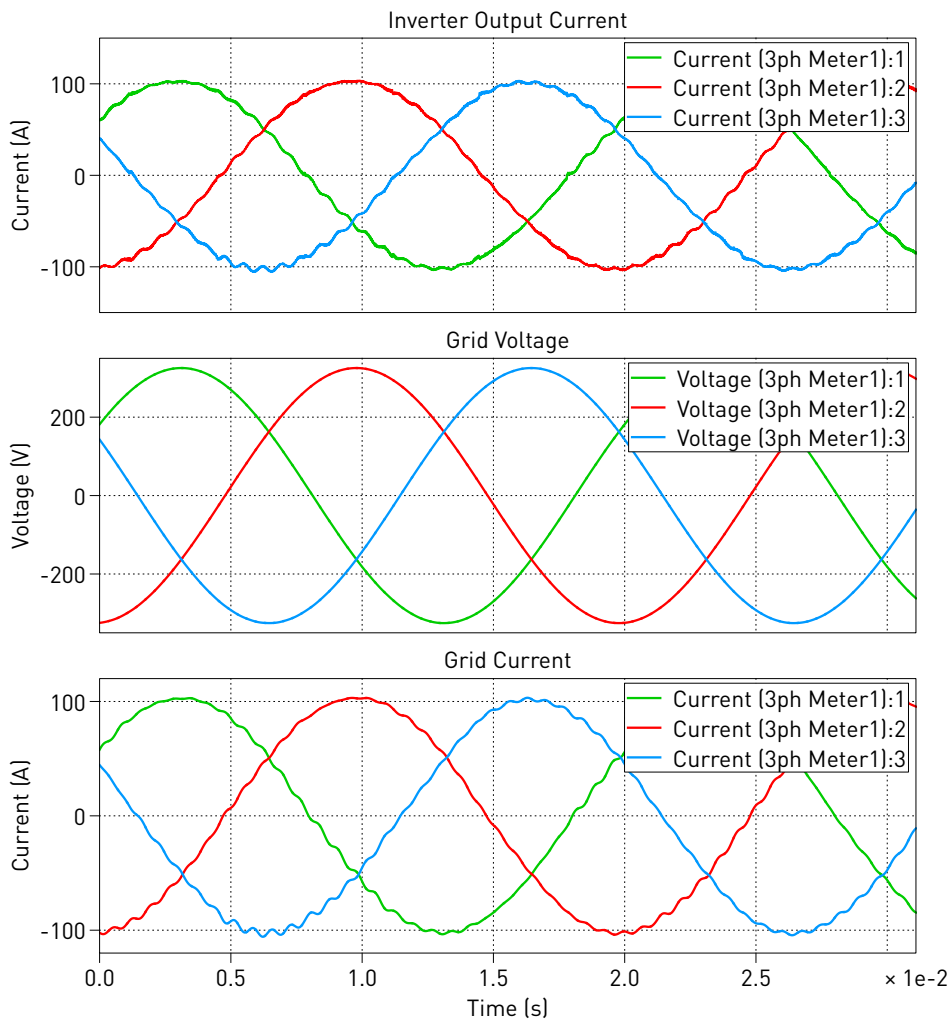 Inverter Output Current
100
0
-100
Current (A)
Current (3ph Meter1):1
Current (3ph Meter1):2
Current (3ph Meter1):3
Grid Voltage
200
0
-200
Voltage (V)
Voltage (3ph Meter1):1
Voltage (3ph Meter1):2
Voltage (3ph Meter1):3
Grid Current
100
0
-100
Current (A)
Current (3ph Meter1):1
Current (3ph Meter1):2
Current (3ph Meter1):3
0.0 0.5 1.0 1.5 2.0 2.5 × 1e-2
Time (s)